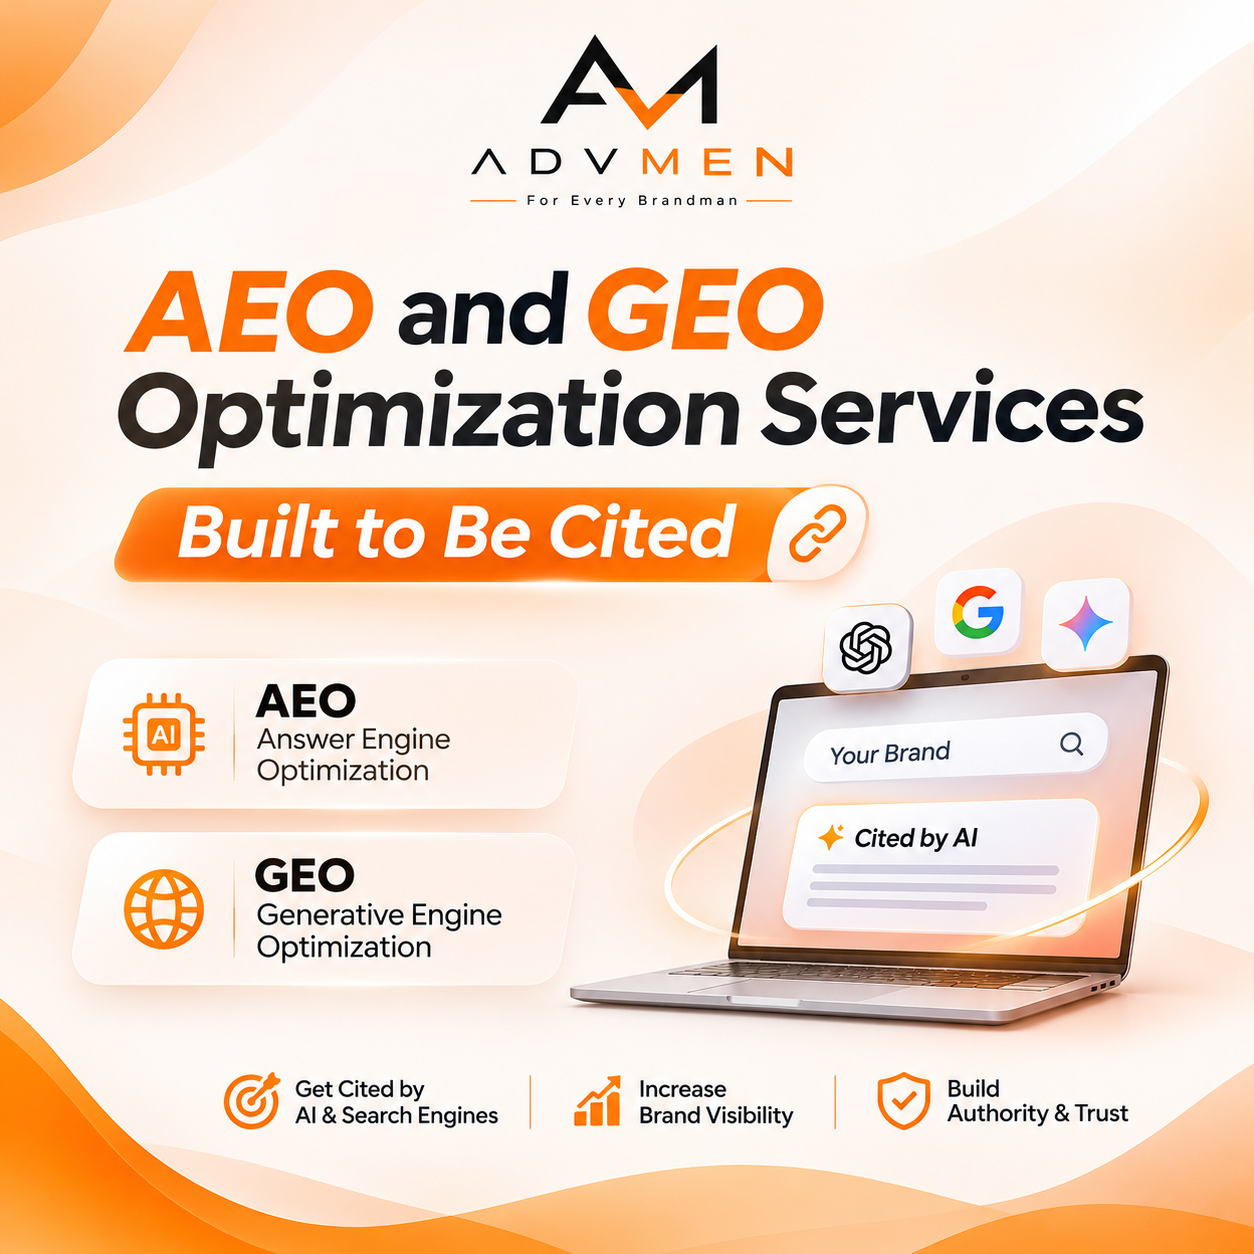 ADVMEN
For Every Brandman
AEO and GEO
Optimization Services
Built to Be Cited
AI
AEO
Answer Engine
Optimization
GEO
Generative Engine
Optimization
Your Brand
Cited by AI
Get Cited by
AI & Search Engines
Increase
Brand Visibility
Build
Authority & Trust